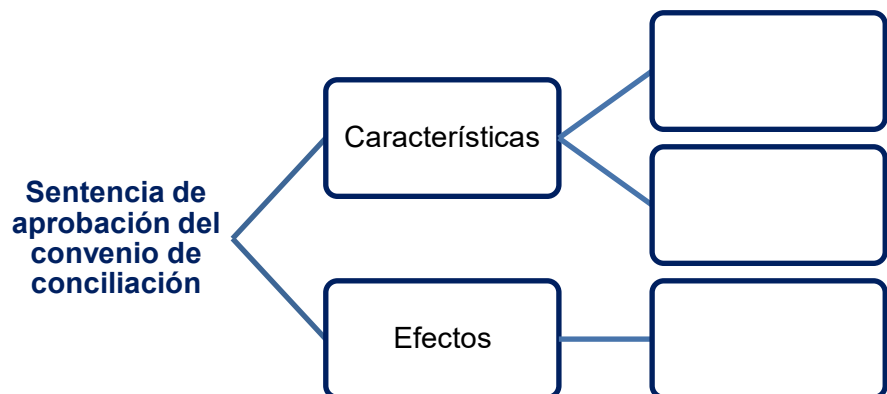 Sentencia de
aprobación del
convenio de
conciliación
Características
Efectos